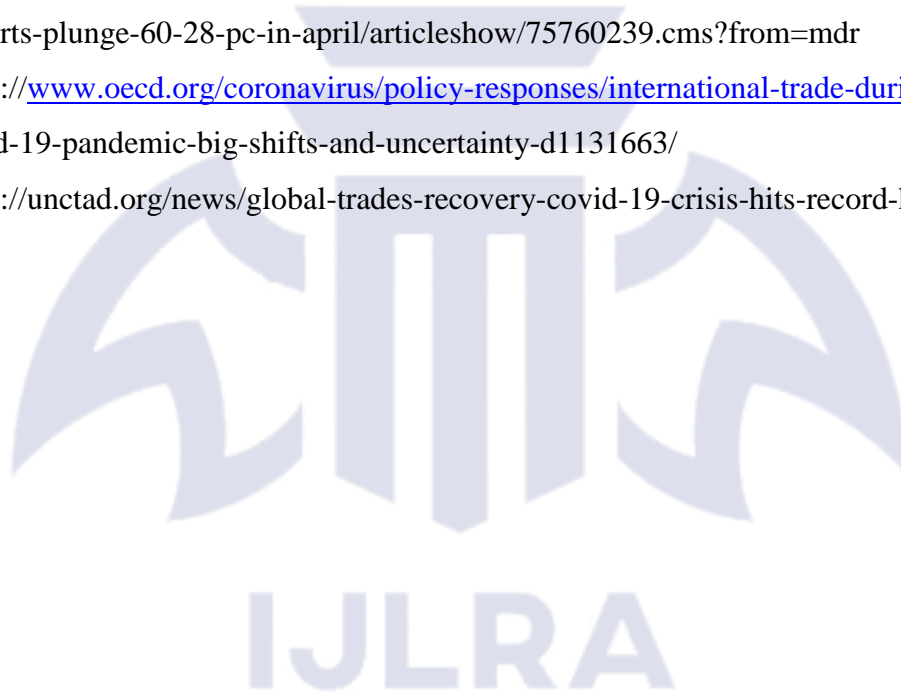 rts-plunge-60-28-pc-in-april/articleshow/75760239.cms?from=mdr
://www.oecd.org/coronavirus/policy-responses/international-trade-duri
d-19-pandemic-big-shifts-and-uncertainty-d1131663/
://unctad.org/news/global-trades-recovery-covid-19-crisis-hits-record-
IJLRA